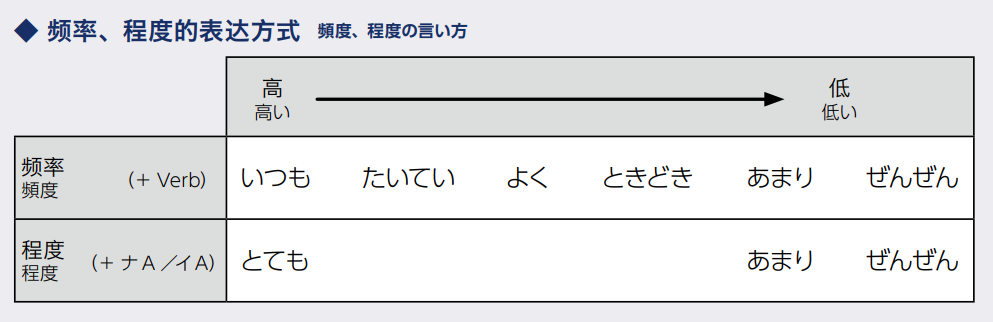 ◆ 频率、程度的表达方式 頻度、程度の言い方
高 低
高い 低い
频率
頻度 (+ Verb) いつも たいてい よく ときどき あまり ぜんぜん
程度
程度 (+ ナA／イA) とても あまり ぜんぜん